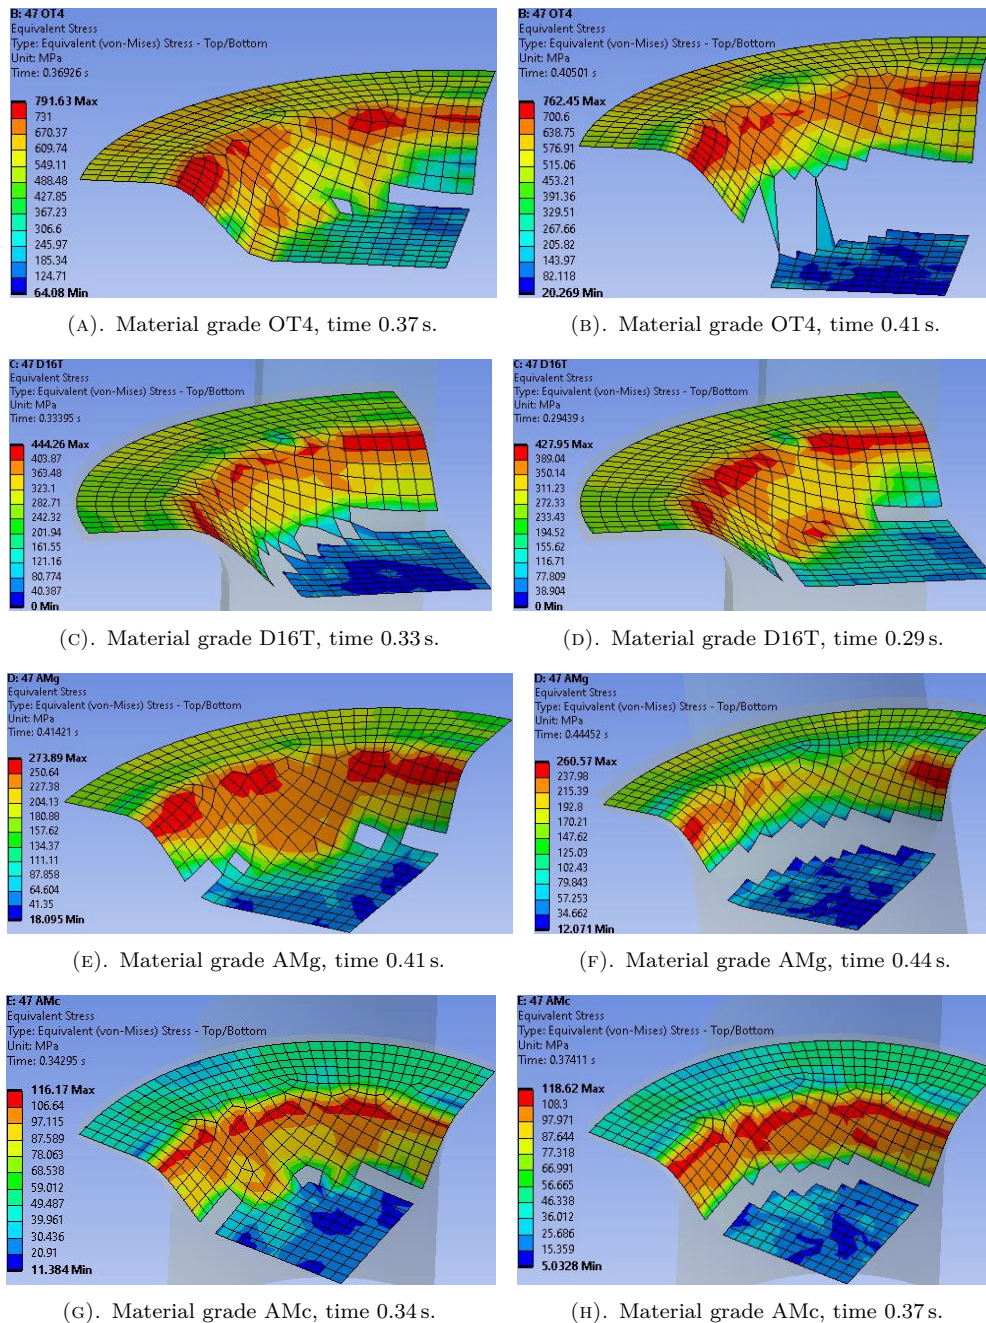 B: 47 OT4
Equivalent Stress
Type: Equivalent (von-Mises) Stress - Top/Bottom
Unit: MPa
Time: 0.36926 s
791.63 Max
731
670.37
609.74
549.11
488.48
427.85
367.23
306.6
245.97
185.34
124.71
64.08 Min
(A). Material grade OT4, time 0.37 s.
B: 47 OT4
Equivalent Stress
Type: Equivalent (von-Mises) Stress - Top/Bottom
Unit: MPa
Time: 0.40501 s
762.45 Max
700.6
638.75
576.91
515.06
453.21
391.36
329.51
267.66
205.82
143.97
82.118
20.269 Min
(B). Material grade OT4, time 0.41 s.
C: 47 D16T
Equivalent Stress
Type: Equivalent (von-Mises) Stress - Top/Bottom
Unit: MPa
Time: 0.33395 s
444.26 Max
403.87
363.48
323.1
282.71
242.32
201.94
161.55
121.16
80.774
40.387
0 Min
(C). Material grade D16T, time 0.33 s.
C: 47 D16T
Equivalent Stress
Type: Equivalent (von-Mises) Stress - Top/Bottom
Unit: MPa
Time: 0.29439 s
427.95 Max
389.04
350.14
311.23
272.33
233.43
194.52
155.62
116.71
77.809
38.904
0 Min
(D). Material grade D16T, time 0.29 s.
D: 47 AMg
Equivalent Stress
Type: Equivalent (von-Mises) Stress - Top/Bottom
Unit: MPa
Time: 0.41421 s
273.89 Max
250.64
227.38
204.13
180.88
157.62
134.37
111.11
87.858
64.604
41.35
18.095 Min
(E). Material grade AMg, time 0.41 s.
D: 47 AMg
Equivalent Stress
Type: Equivalent (von-Mises) Stress - Top/Bottom
Unit: MPa
Time: 0.44452 s
260.57 Max
237.98
215.39
192.8
170.21
147.62
125.03
102.43
79.843
57.253
34.662
12.071 Min
(F). Material grade AMg, time 0.44 s.
E: 47 AMc
Equivalent Stress
Type: Equivalent (von-Mises) Stress - Top/Bottom
Unit: MPa
Time: 0.34295 s
116.17 Max
106.64
97.115
87.589
78.063
68.538
59.012
49.487
39.961
30.436
20.91
11.384 Min
(G). Material grade AMc, time 0.34 s.
E: 47 AMc
Equivalent Stress
Type: Equivalent (von-Mises) Stress - Top/Bottom
Unit: MPa
Time: 0.37411 s
118.62 Max
108.3
97.971
87.644
77.318
66.991
56.665
46.338
36.012
25.686
15.359
5.0328 Min
(H). Material grade AMc, time 0.37 s.